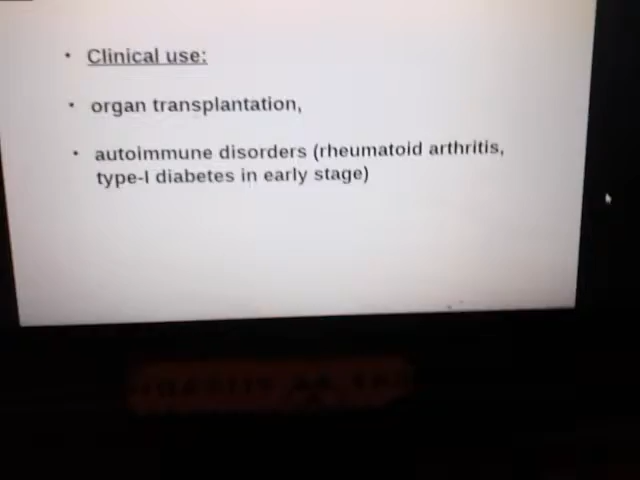 • Clinical use:
• organ transplantation,
• autoimmune disorders (rheumatoid arthritis,
type-I diabetes in early stage)